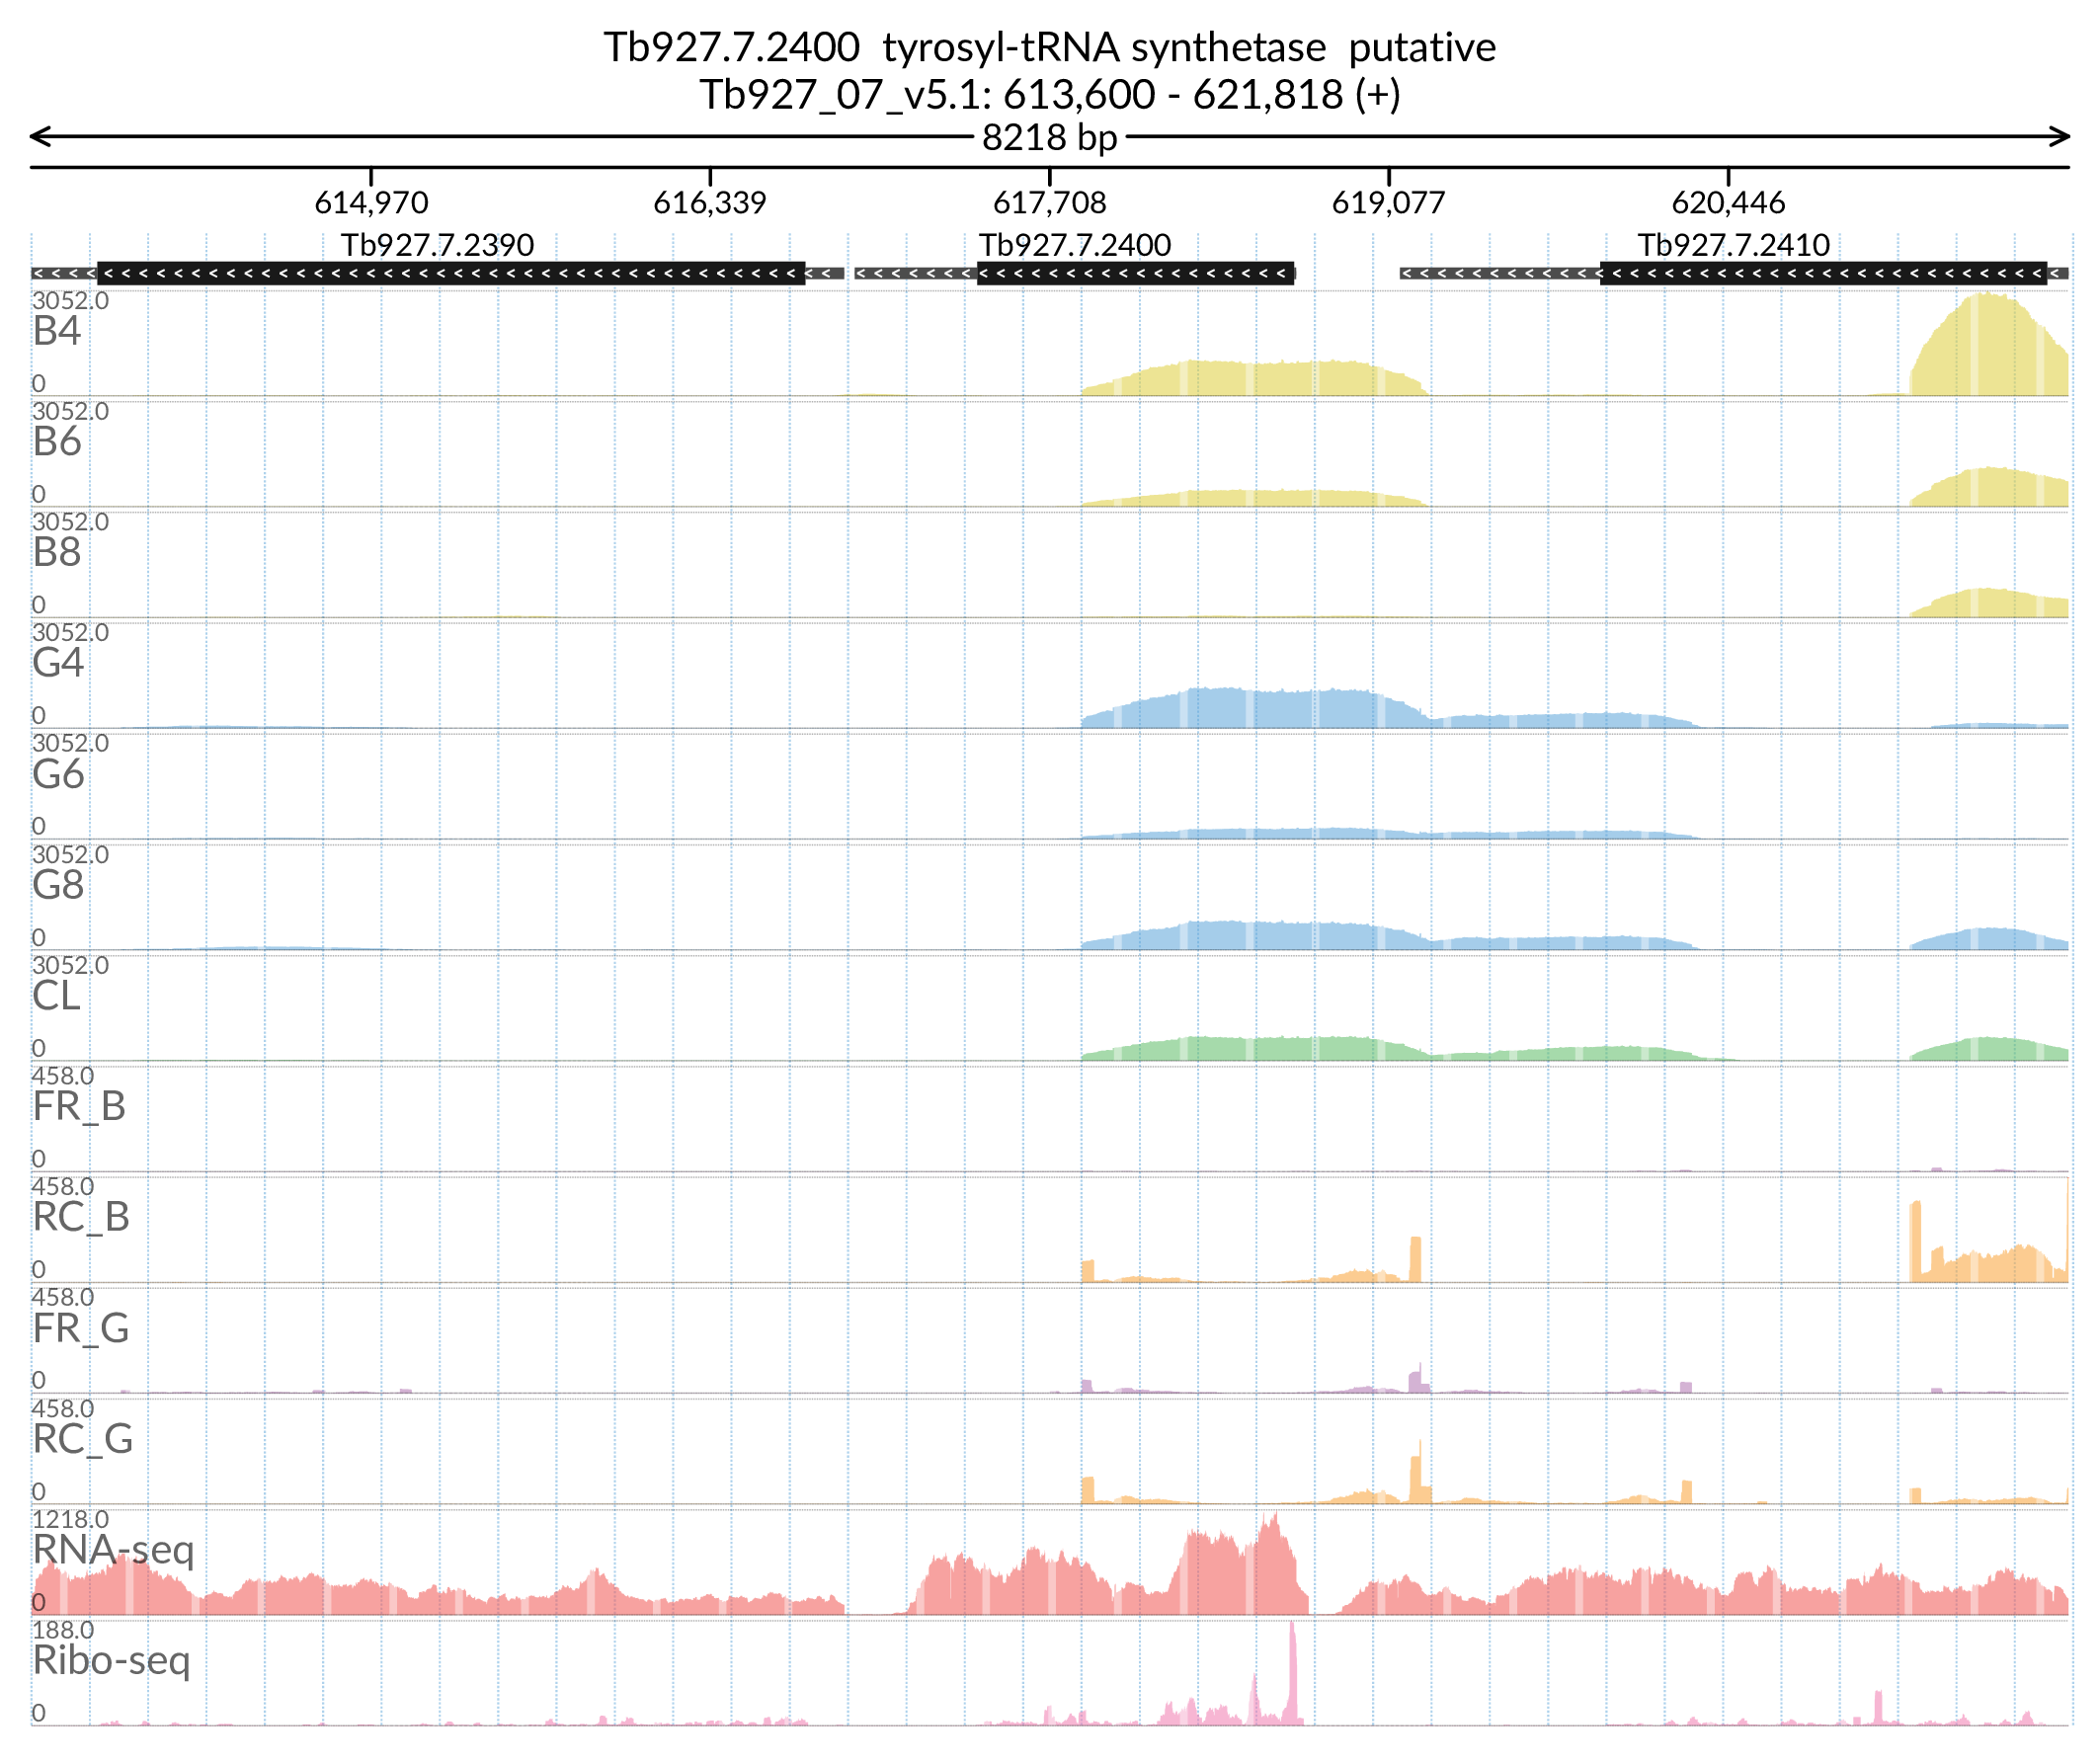 Tb927.7.2400  tyrosyl-tRNA synthetase  putative
Tb927_07_v5.1: 613,600 - 621,818 (+)
8218 bp
614,970 616,339 617,708 619,077 620,446
Tb927.7.2390 Tb927.7.2400 Tb927.7.2410
3052.0
B4
0
3052.0
B6
0
3052.0
B8
0
3052.0
G4
0
3052.0
G6
0
3052.0
G8
0
3052.0
CL
0
458.0
FR_B
0
458.0
RC_B
0
458.0
FR_G
0
458.0
RC_G
0
1218.0
RNA-seq
0
188.0
Ribo-seq
0